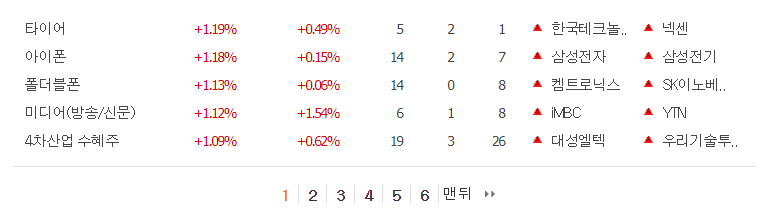 타이어 +1.19% +0.49% 5 2 1 한국테크놀.. 넥센
아이폰 +1.18% +0.15% 14 2 7 삼성전자 삼성전기
폴더블폰 +1.13% +0.06% 14 0 8 켐트로닉스 SK이노베..
미디어(방송/신문) +1.12% +1.54% 6 1 8 iMBC YTN
4차산업 수혜주 +1.09% +0.62% 19 3 26 대성엘텍 우리기술투..
1 2 3 4 5 6 맨뒤